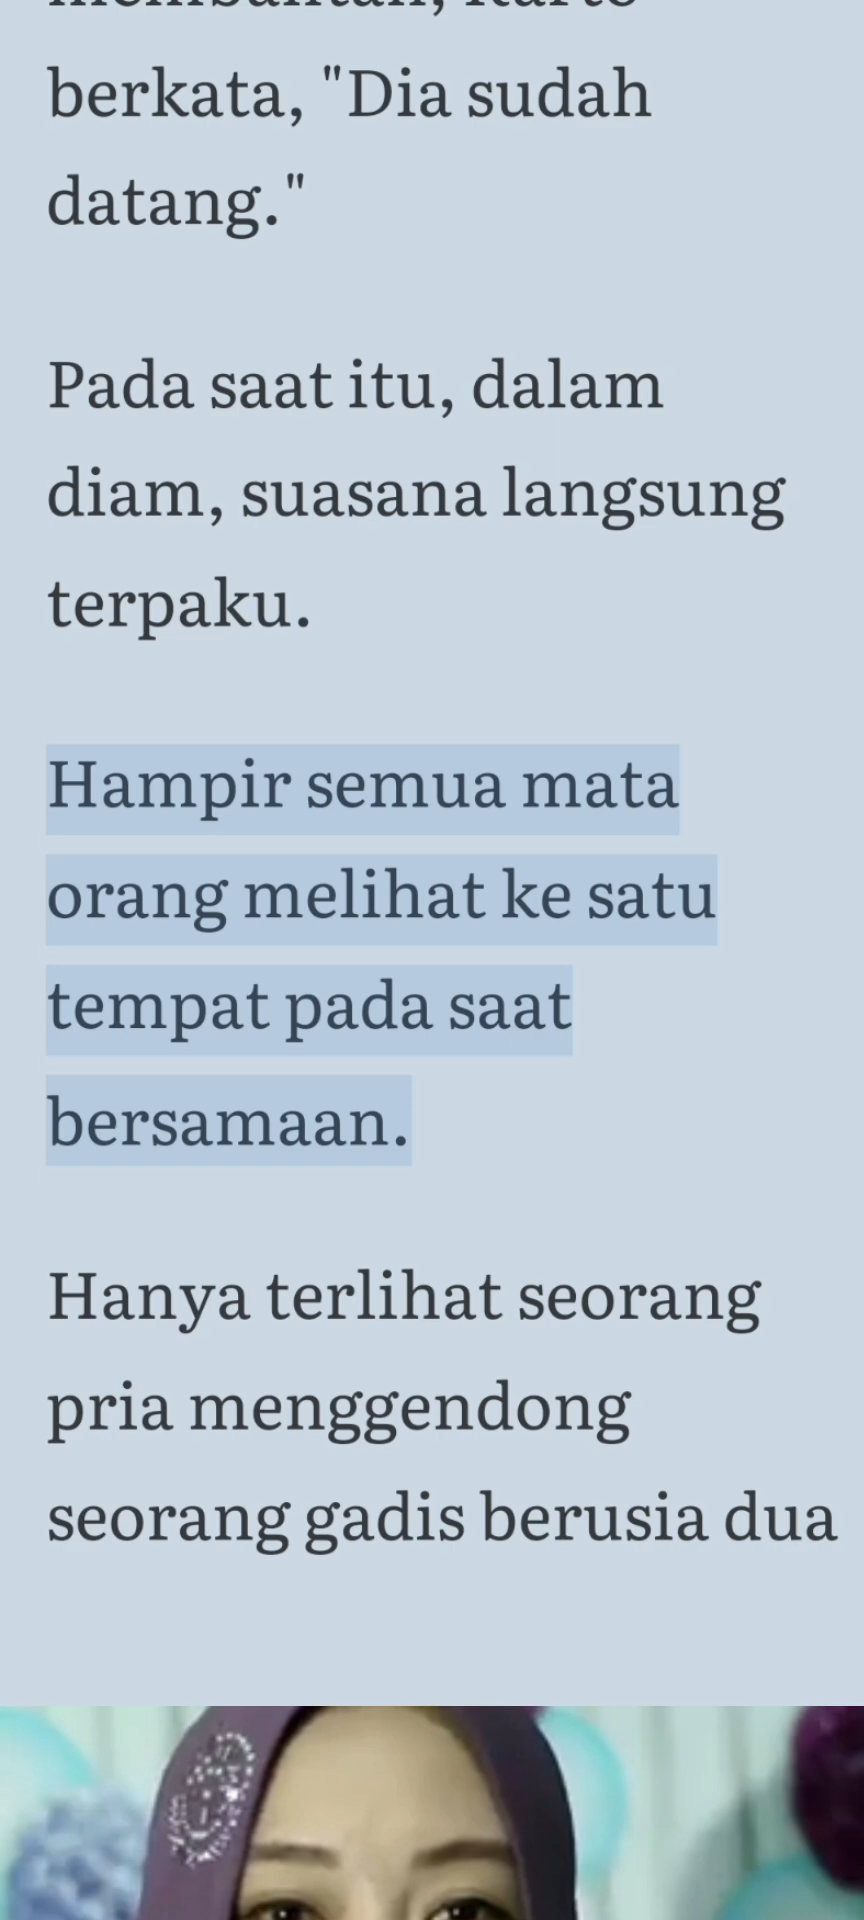 berkata, "Dia sudah
datang."
Pada saat itu, dalam
diam, suasana langsung
terpaku.
Hampir semua mata
orang melihat ke satu
tempat pada saat
bersamaan.
Hanya terlihat seorang
pria menggendong
seorang gadis berusia dua